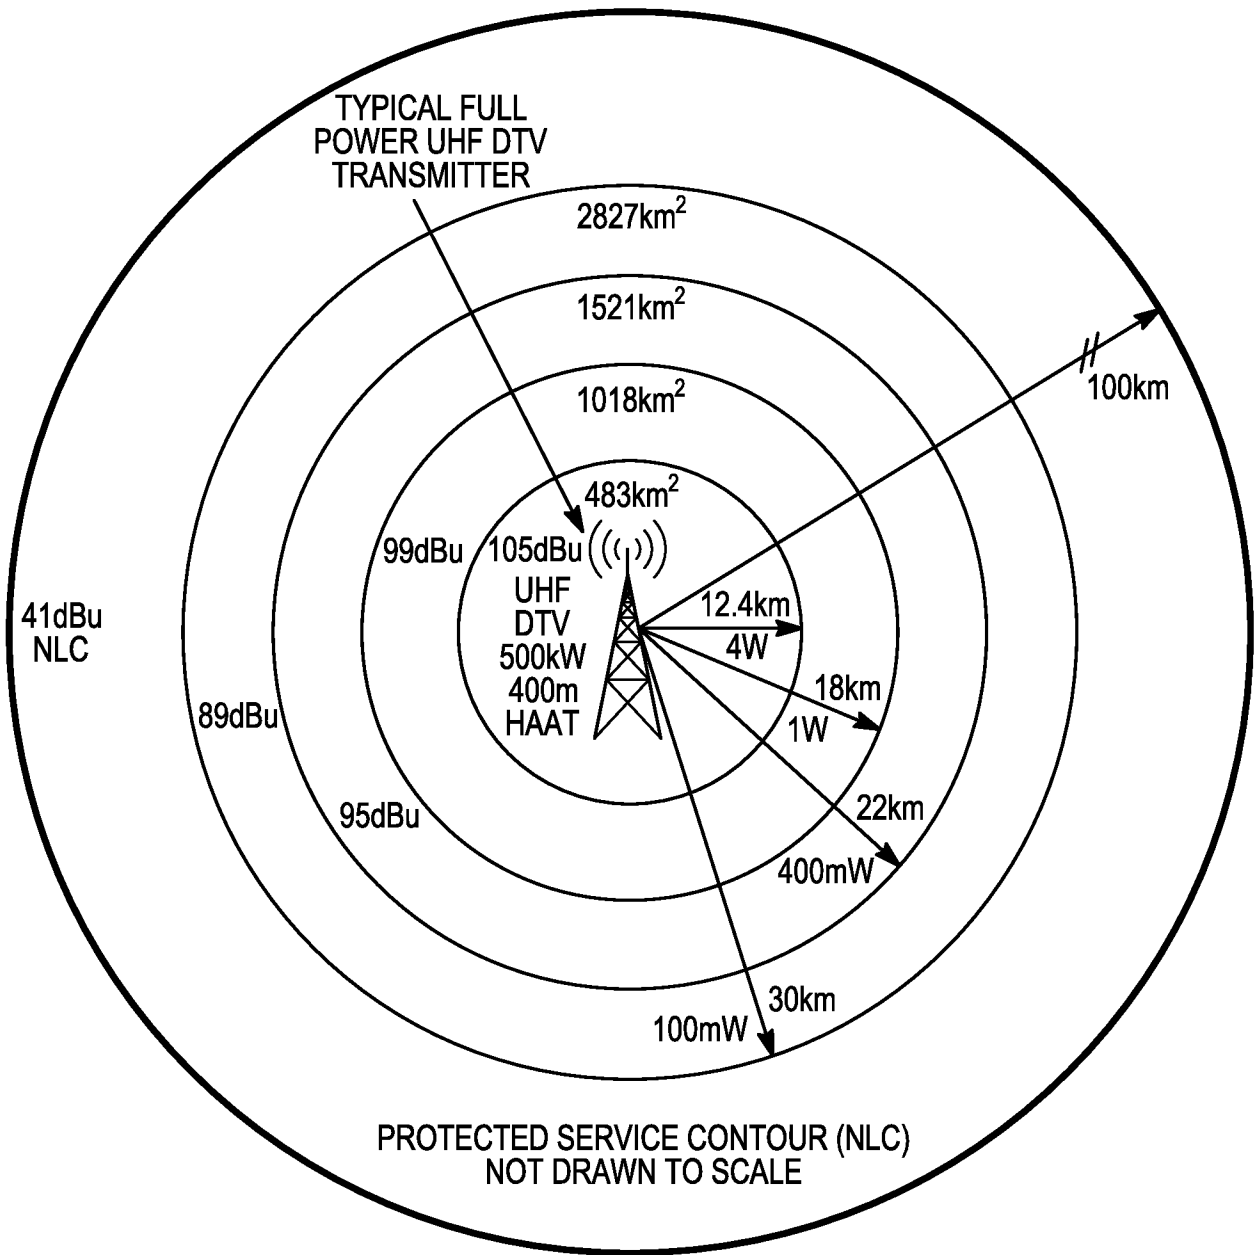 TYPICAL FULL
POWER UHF DTV
TRANSMITTER
2827km²
1521km²
1018km²
100km
483km²
99dBu
105dBu
UHF
DTV
500kW
400m
HAAT
12.4km
4W
41dBu
NLC
18km
1W
89dBu
22km
95dBu
400mW
30km
100mW
PROTECTED SERVICE CONTOUR (NLC)
NOT DRAWN TO SCALE